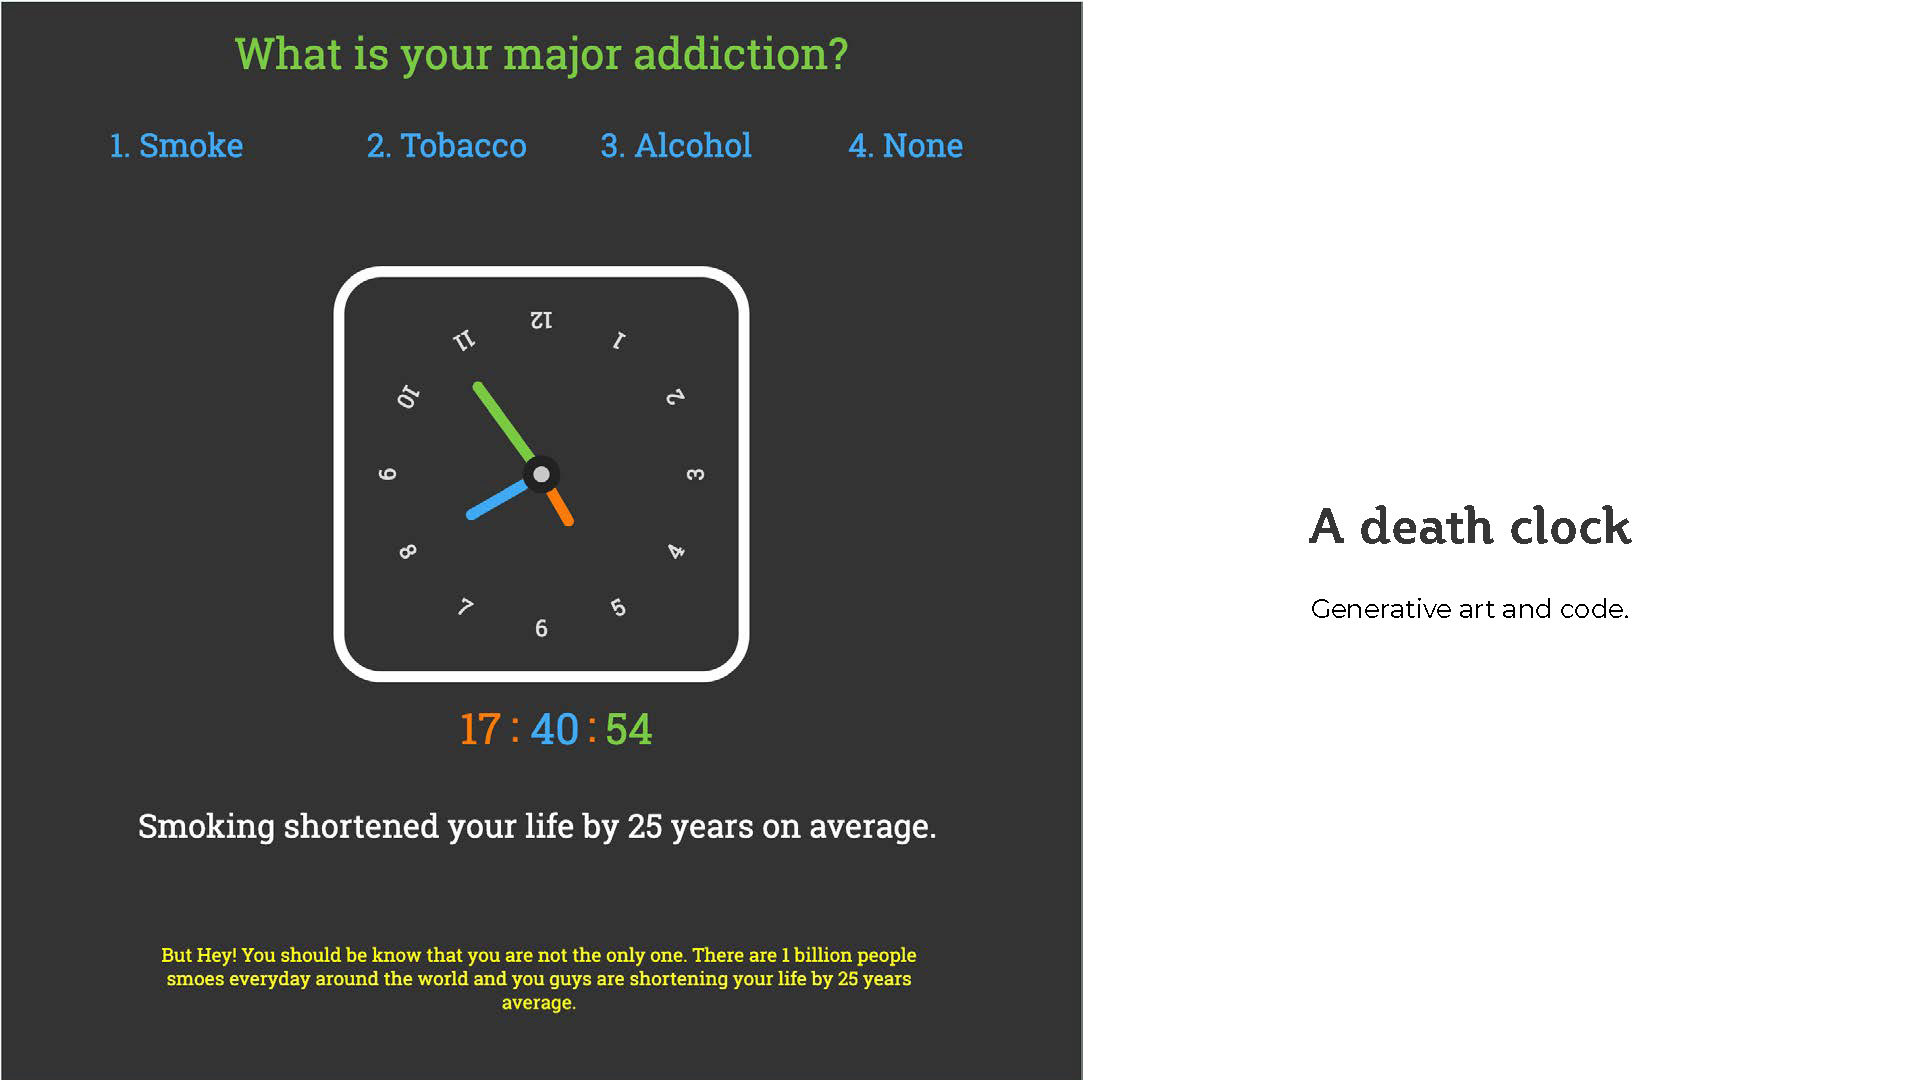 What is your major addiction?
1. Smoke 2. Tobacco 3. Alcohol 4. None
12
1
2
3
4
5
6
7
8
9
10
11
17 : 40 : 54
Smoking shortened your life by 25 years on average.
But Hey! You should be know that you are not the only one. There are 1 billion people
smoes everyday around the world and you guys are shortening your life by 25 years
average.
A death clock
Generative art and code.